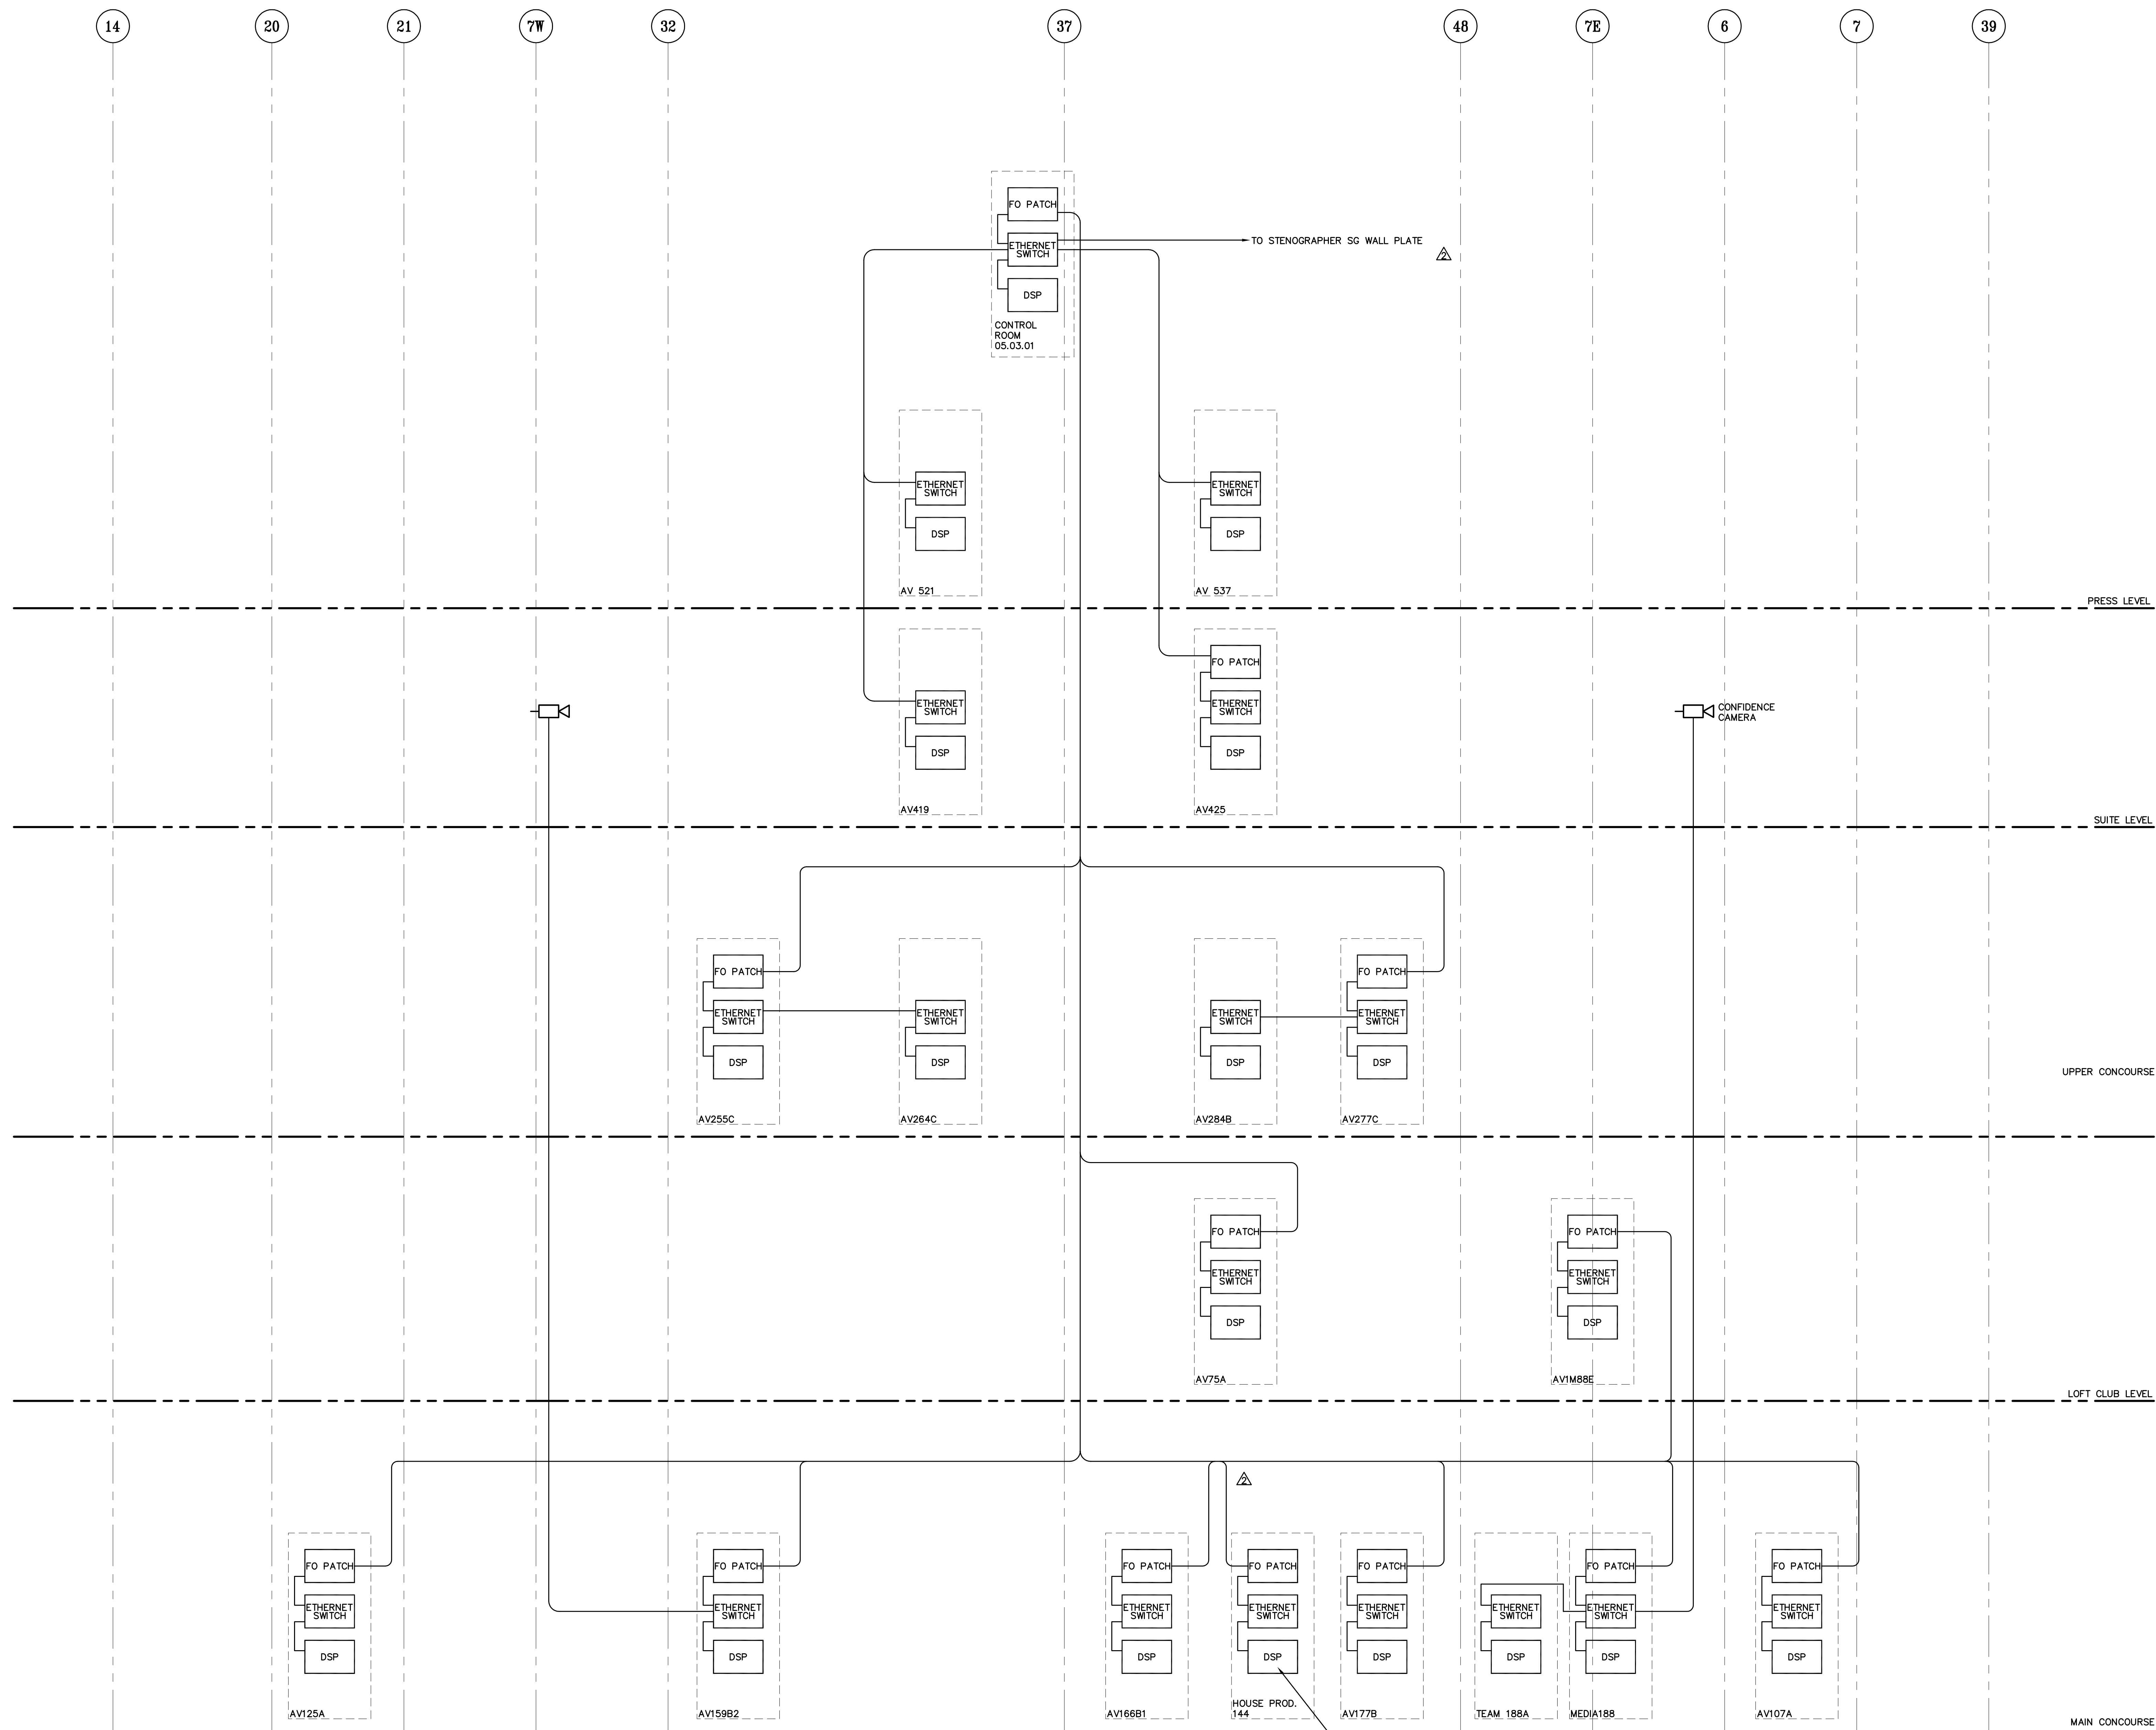 14 20 21 7W 32 37 48 7E 6 7 39
FO PATCH
ETHERNET
SWITCH
DSP
CONTROL
ROOM
05.03.01
TO STENOGRAPHER SG WALL PLATE
2
ETHERNET
SWITCH
DSP
AV 521
ETHERNET
SWITCH
DSP
AV 537
PRESS LEVEL
ETHERNET
SWITCH
DSP
AV419
FO PATCH
ETHERNET
SWITCH
DSP
AV425
CONFIDENCE
CAMERA
SUITE LEVEL
FO PATCH
ETHERNET
SWITCH
DSP
AV255C
ETHERNET
SWITCH
DSP
AV264C
ETHERNET
SWITCH
DSP
AV284B
FO PATCH
ETHERNET
SWITCH
DSP
AV277C
UPPER CONCOURSE
FO PATCH
ETHERNET
SWITCH
DSP
AV75A
FO PATCH
ETHERNET
SWITCH
DSP
AV1M88E
LOFT CLUB LEVEL
2
FO PATCH
ETHERNET
SWITCH
DSP
AV125A
FO PATCH
ETHERNET
SWITCH
DSP
AV159B2
FO PATCH
ETHERNET
SWITCH
DSP
AV166B1
FO PATCH
ETHERNET
SWITCH
DSP
HOUSE PROD.
144
FO PATCH
ETHERNET
SWITCH
DSP
AV177B
ETHERNET
SWITCH
DSP
TEAM 188A
FO PATCH
ETHERNET
SWITCH
DSP
MEDIA188
FO PATCH
ETHERNET
SWITCH
DSP
AV107A
MAIN CONCOURSE